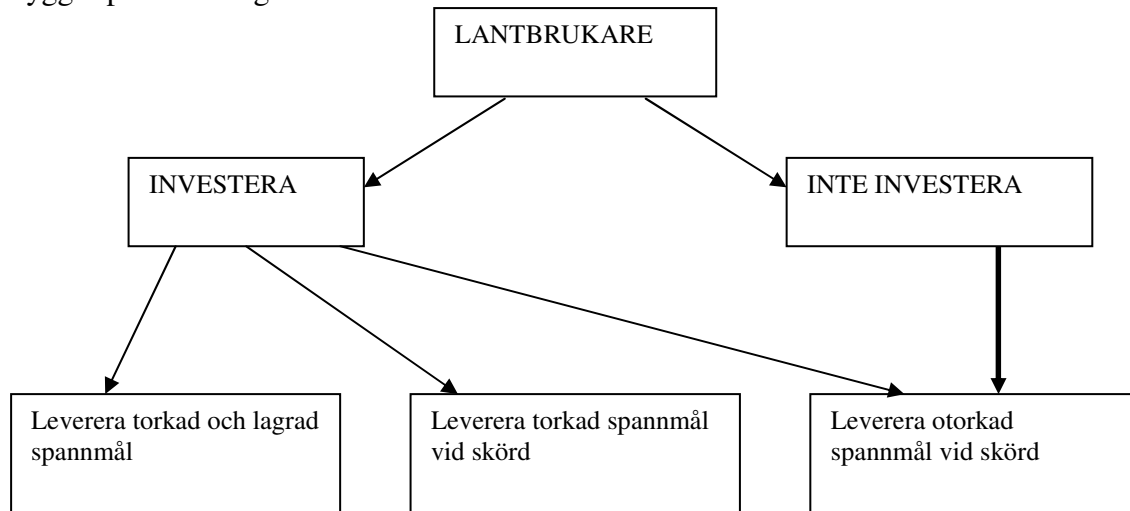 LANTBRUKARE
INVESTERA
INTE INVESTERA
Leverera torkad och lagrad
spannmål
Leverera torkad spannmål
vid skörd
Leverera otorkad
spannmål vid skörd